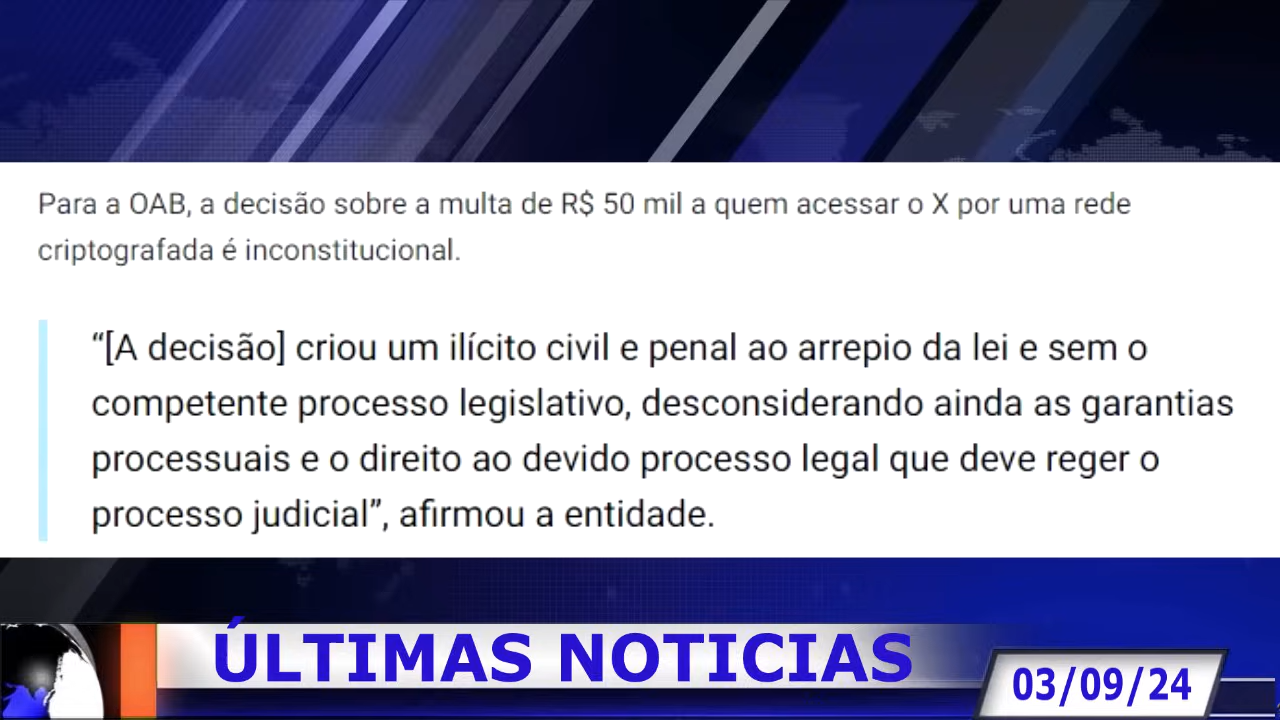 Para a OAB, a decisão sobre a multa de R$ 50 mil a quem acessar o X por uma rede
criptografada é inconstitucional.
“[A decisão] criou um ilícito civil e penal ao arrepio da lei e sem o
competente processo legislativo, desconsiderando ainda as garantias
processuais e o direito ao devido processo legal que deve reger o
processo judicial”, afirmou a entidade.
ÚLTIMAS NOTICIAS
03/09/24